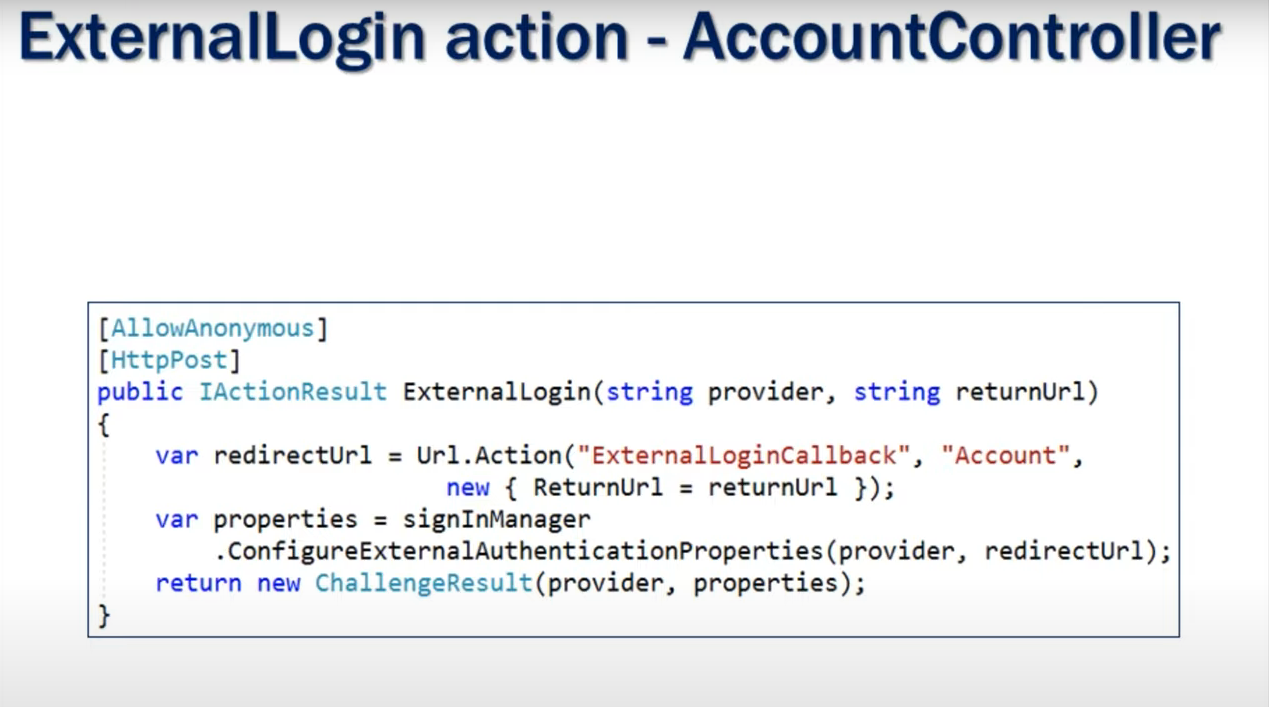 ExternalLogin action - AccountController
[AllowAnonymous]
[HttpPost]
public IActionResult ExternalLogin(string provider, string returnUrl)
{
var redirectUrl = Url.Action("ExternalLoginCallback", "Account",
new { ReturnUrl = returnUrl });
var properties = signInManager
.ConfigureExternalAuthenticationProperties(provider, redirectUrl);
return new ChallengeResult(provider, properties);
}